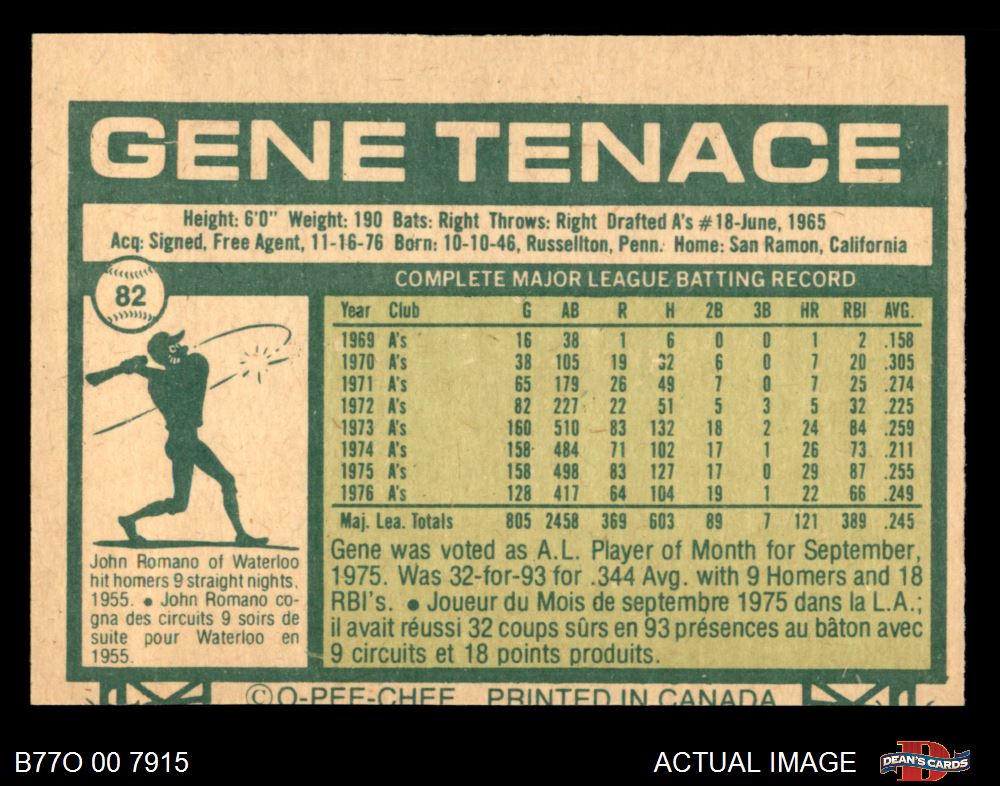 GENE TENACE
Height: 6'0" Weight: 190 Bats: Right Throws: Right Drafted A's #18-June, 1965
Acq: Signed, Free Agent, 11-16-76 Born: 10-10-46, Russellton, Penn. Home: San Ramon, California
82
COMPLETE MAJOR LEAGUE BATTING RECORD
Year Club G AB R H 2B 3B HR RBI AVG.
1969 A's 16 38 1 6 0 0 1 2 .158
1970 A's 38 105 19 32 6 0 7 20 .305
1971 A's 65 179 26 49 7 0 7 25 .274
1972 A's 82 227 22 51 5 3 5 32 .225
1973 A's 160 510 83 132 18 2 24 84 .259
1974 A's 158 484 71 102 17 1 26 73 .211
1975 A's 158 498 83 127 17 0 29 87 .255
1976 A's 128 417 64 104 19 1 22 66 .249
Maj. Lea. Totals 805 2458 369 603 89 7 121 389 .245
John Romano of Waterloo
hit homers 9 straight nights,
1955. • John Romano co-
gna des circuits 9 soirs de
suite pour Waterloo en
1955.
Gene was voted as A.L. Player of Month for September,
1975. Was 32-for-93 for .344 Avg. with 9 Homers and 18
RBI's. • Joueur du Mois de septembre 1975 dans la L.A.;
il avait réussi 32 coups sûrs en 93 présences au bâton avec
9 circuits et 18 points produits.
© O-PEE-CHEE PRINTED IN CANADA
B77O 00 7915
ACTUAL IMAGE
D
DEAN'S CARDS